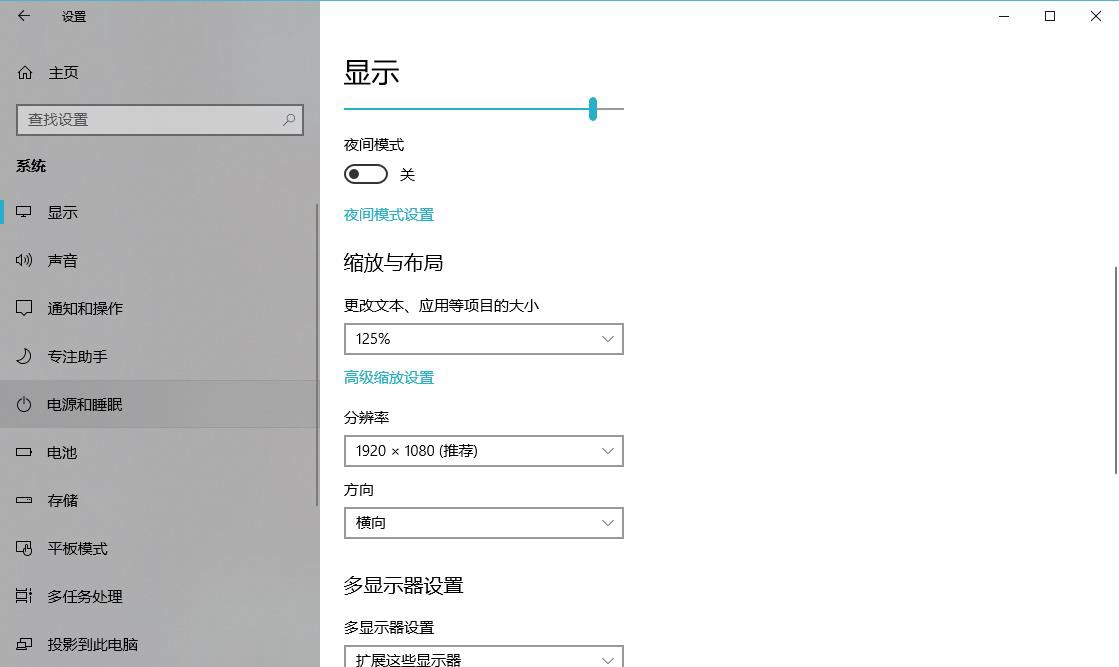 设置
主页
查找设置
系统
显示
声音
通知和操作
专注助手
电源和睡眠
电池
存储
平板模式
多任务处理
投影到此电脑
显示
夜间模式
关
夜间模式设置
缩放与布局
更改文本、应用等项目的大小
125%
高级缩放设置
分辨率
1920 × 1080 (推荐)
方向
横向
多显示器设置
多显示器设置
扩展这些显示器